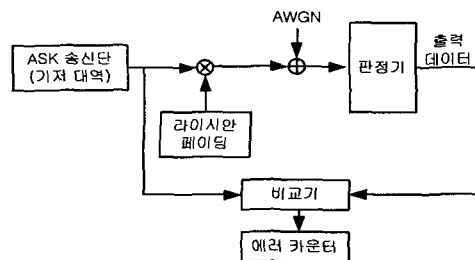 AWGN
ASK 송신단
(기저 대역)
판정기
출력
데이터
라이시안
페이딩
비교기
에러 카운터